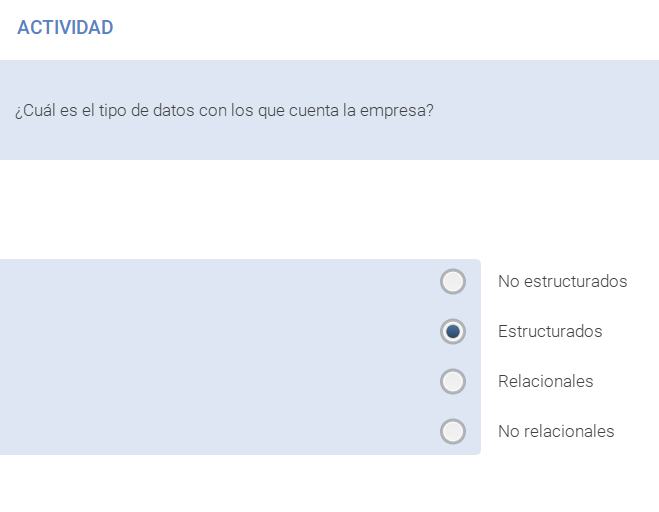 ACTIVIDAD
¿Cuál es el tipo de datos con los que cuenta la empresa?
No estructurados
Estructurados
Relacionales
No relacionales